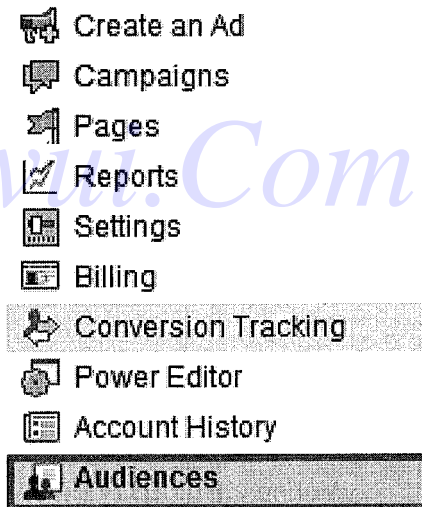 Create an Ad
Campaigns
Pages
Reports
Settings
Billing
Conversion Tracking
Power Editor
Account History
Audiences